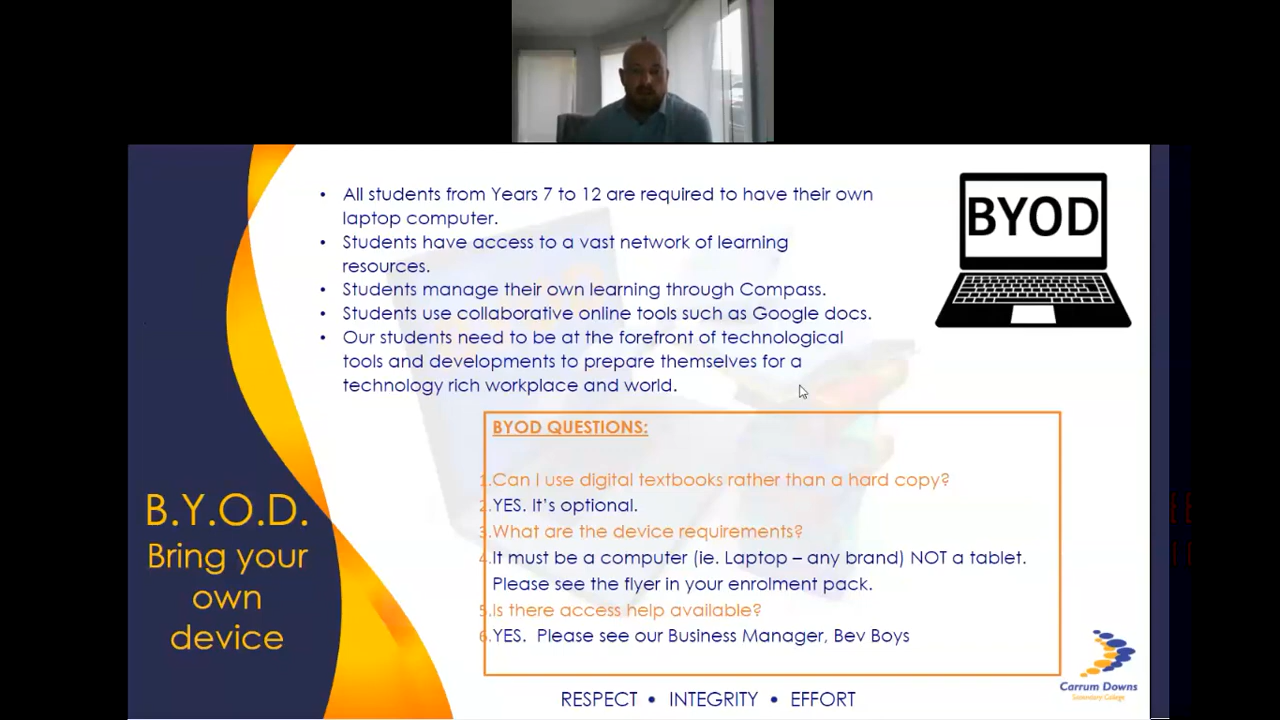 • All students from Years 7 to 12 are required to have their own
laptop computer.
• Students have access to a vast network of learning
resources.
• Students manage their own learning through Compass.
• Students use collaborative online tools such as Google docs.
• Our students need to be at the forefront of technological
tools and developments to prepare themselves for a
technology rich workplace and world.
BYOD
BYOD QUESTIONS:
1.Can I use digital textbooks rather than a hard copy?
2.YES. It's optional.
3.What are the device requirements?
4.It must be a computer (ie. Laptop – any brand) NOT a tablet.
Please see the flyer in your enrolment pack.
5.Is there access help available?
6.YES.  Please see our Business Manager, Bev Boys
B.Y.O.D.
Bring your
own
device
RESPECT • INTEGRITY • EFFORT
Carrum Downs
Secondary College